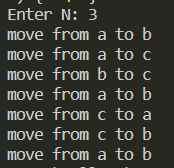 Enter N: 3
move from a to b
move from a to c
move from b to c
move from a to b
move from c to a
move from c to b
move from a to b